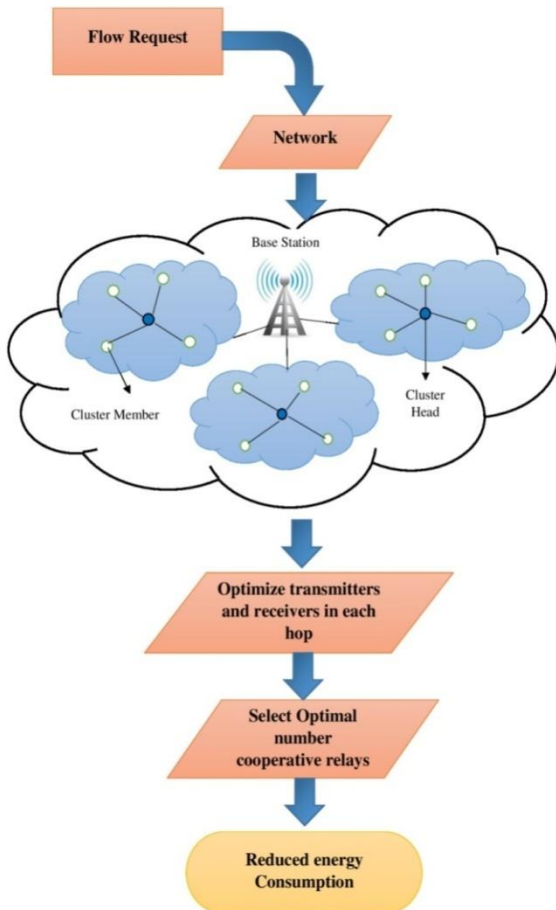 Flow Request
Network
Base Station
Cluster Member
Cluster
Head
Optimize transmitters
and receivers in each
hop
Select Optimal
number
cooperative relays
Reduced energy
Consumption